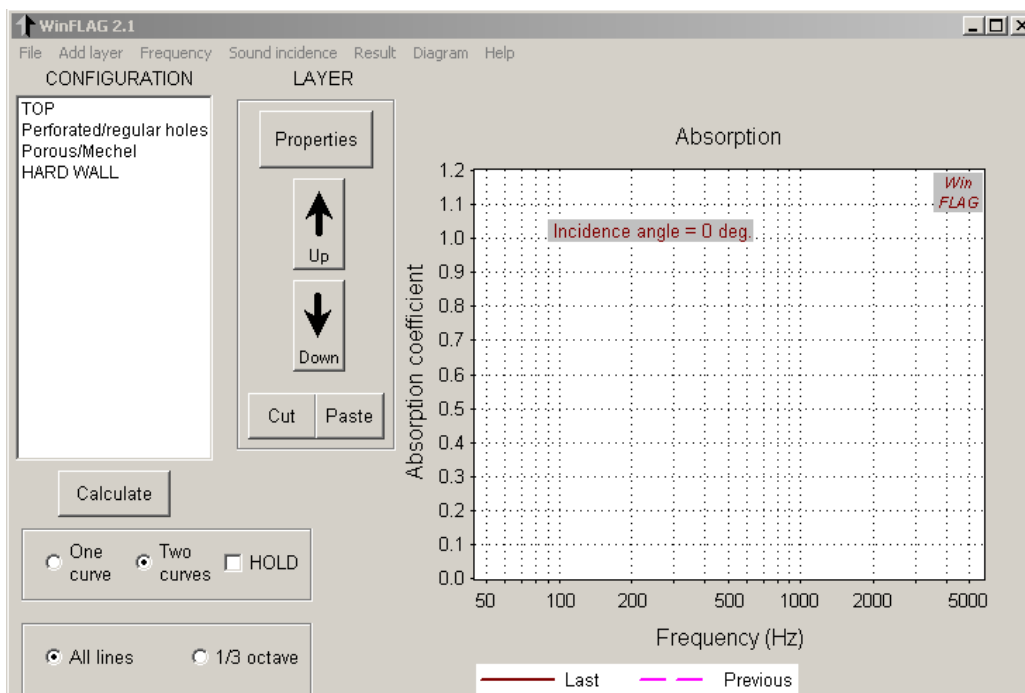 WinFLAG 2.1
File Add layer Frequency Sound incidence Result Diagram Help
CONFIGURATION
TOP
Perforated/regular holes
Porous/Mechel
HARD WALL
LAYER
Properties
Up
Down
Cut Paste
Calculate
One curve
Two curves
HOLD
All lines
1/3 octave
Absorption
Win
FLAG
Incidence angle = 0 deg.
Absorption coefficient
1.2
1.1
1.0
0.9
0.8
0.7
0.6
0.5
0.4
0.3
0.2
0.1
0.0
50 100 200 500 1000 2000 5000
Frequency (Hz)
Last Previous